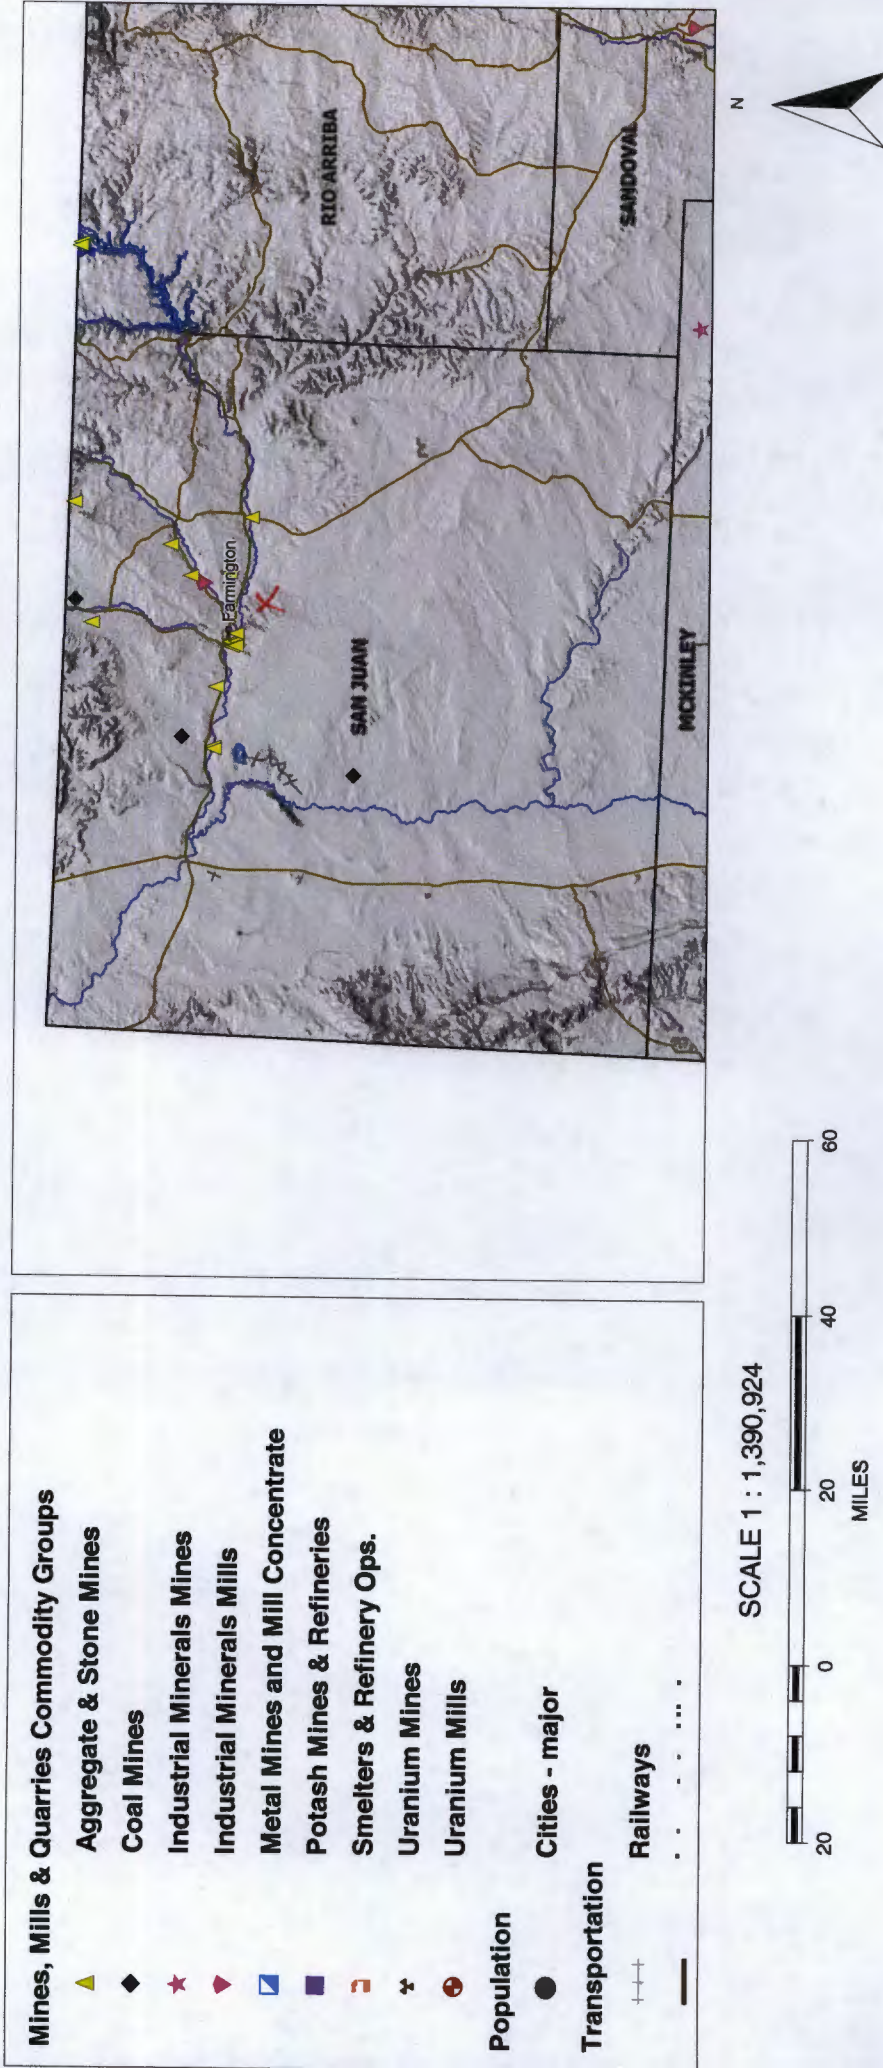 Mines, Mills & Quarries Commodity Groups
Aggregate & Stone Mines
Coal Mines
Industrial Minerals Mines
Industrial Minerals Mills
Metal Mines and Mill Concentrate
Potash Mines & Refineries
Smelters & Refinery Ops.
Uranium Mines
Uranium Mills
Population
Cities - major
Transportation
Railways
Farmington
RIO ARRIBA
SAN JUAN
SANDOVAL
MCKINLEY
N
SCALE 1 : 1,390,924
20 0 20 40 60
MILES